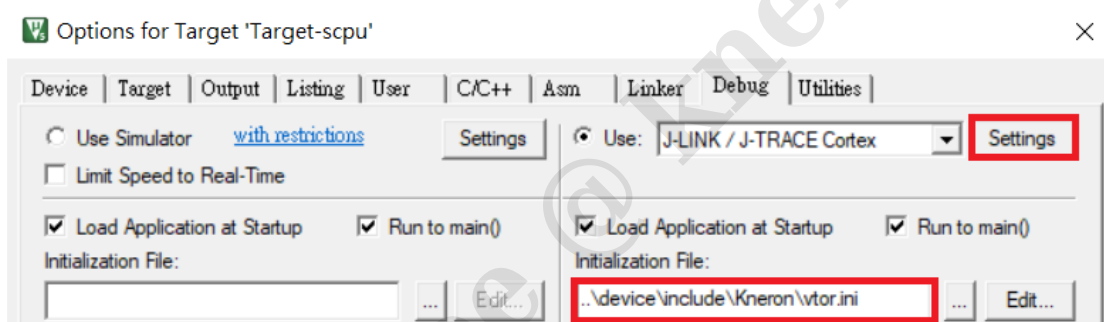 Options for Target 'Target-scpu'
Device Target Output Listing User C/C++ Asm Linker Debug Utilities
Use Simulator with restrictions Settings Use: J-LINK / J-TRACE Cortex Settings
Limit Speed to Real-Time
Load Application at Startup Run to main() Load Application at Startup Run to main()
Initialization File: Initialization File:
... Edit... ..\device\include\Kneron\vtor.ini ... Edit...